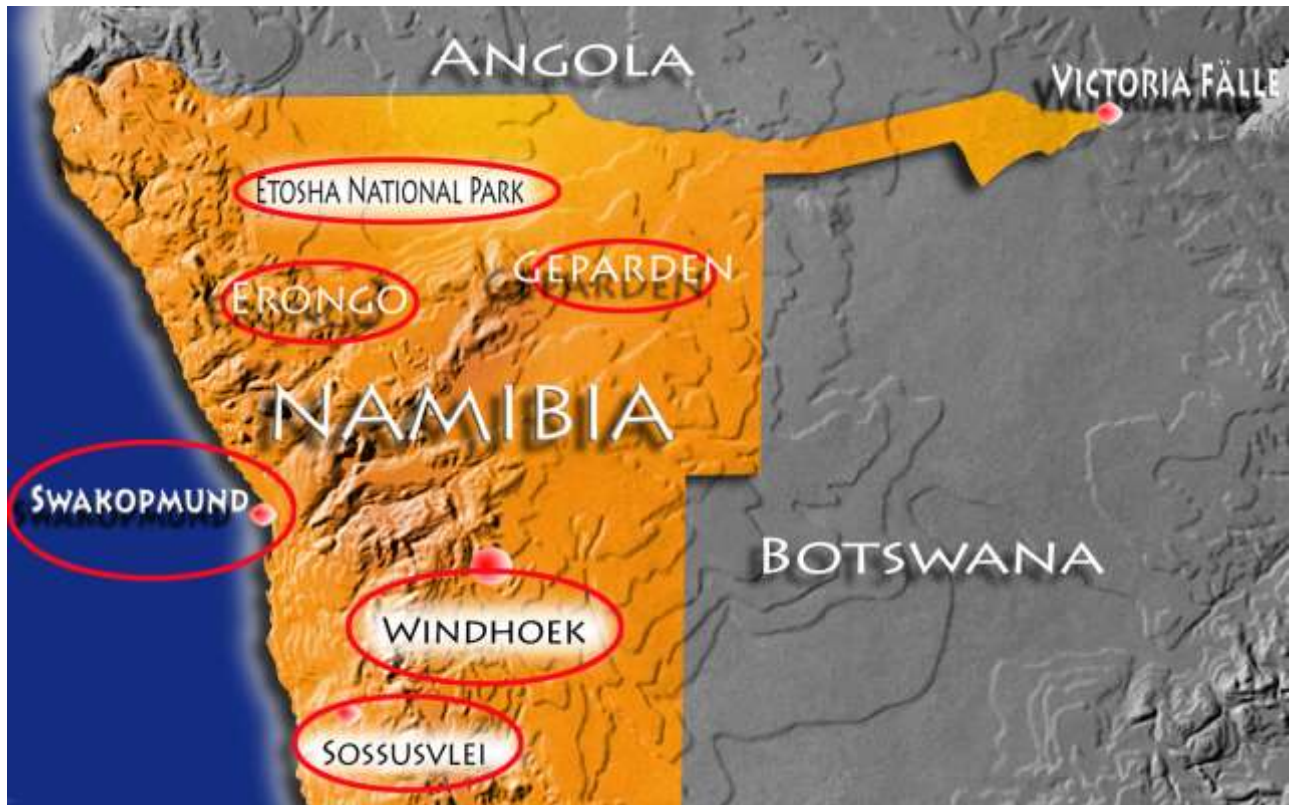 ANGOLA
VICTORIA FÄLLE
ETOSHA NATIONAL PARK
GEPARDEN
ERONGO
NAMIBIA
SWAKOPMUND
BOTSWANA
WINDHOEK
SOSSUSVLEI